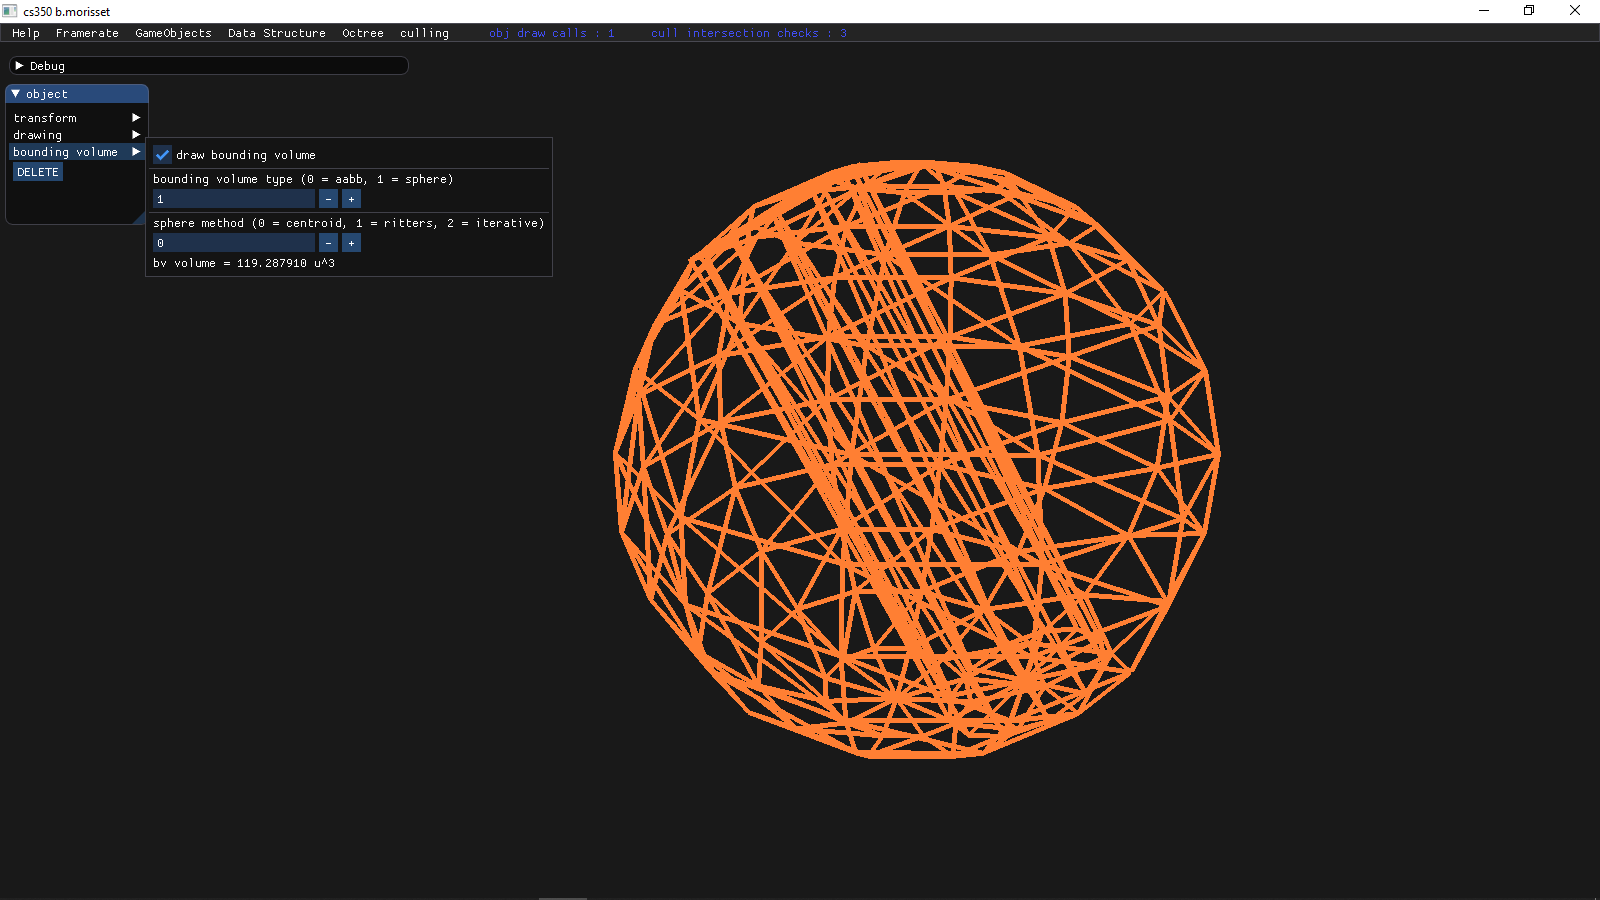 cs350 b.morisset
Help Framerate GameObjects Data Structure Octree culling obj draw calls : 1 cull intersection checks : 3
Debug
object
transform
drawing
bounding volume
DELETE
draw bounding volume
bounding volume type (0 = aabb, 1 = sphere)
1 - +
sphere method (0 = centroid, 1 = ritters, 2 = iterative)
0 - +
bv volume = 119.287910 u^3